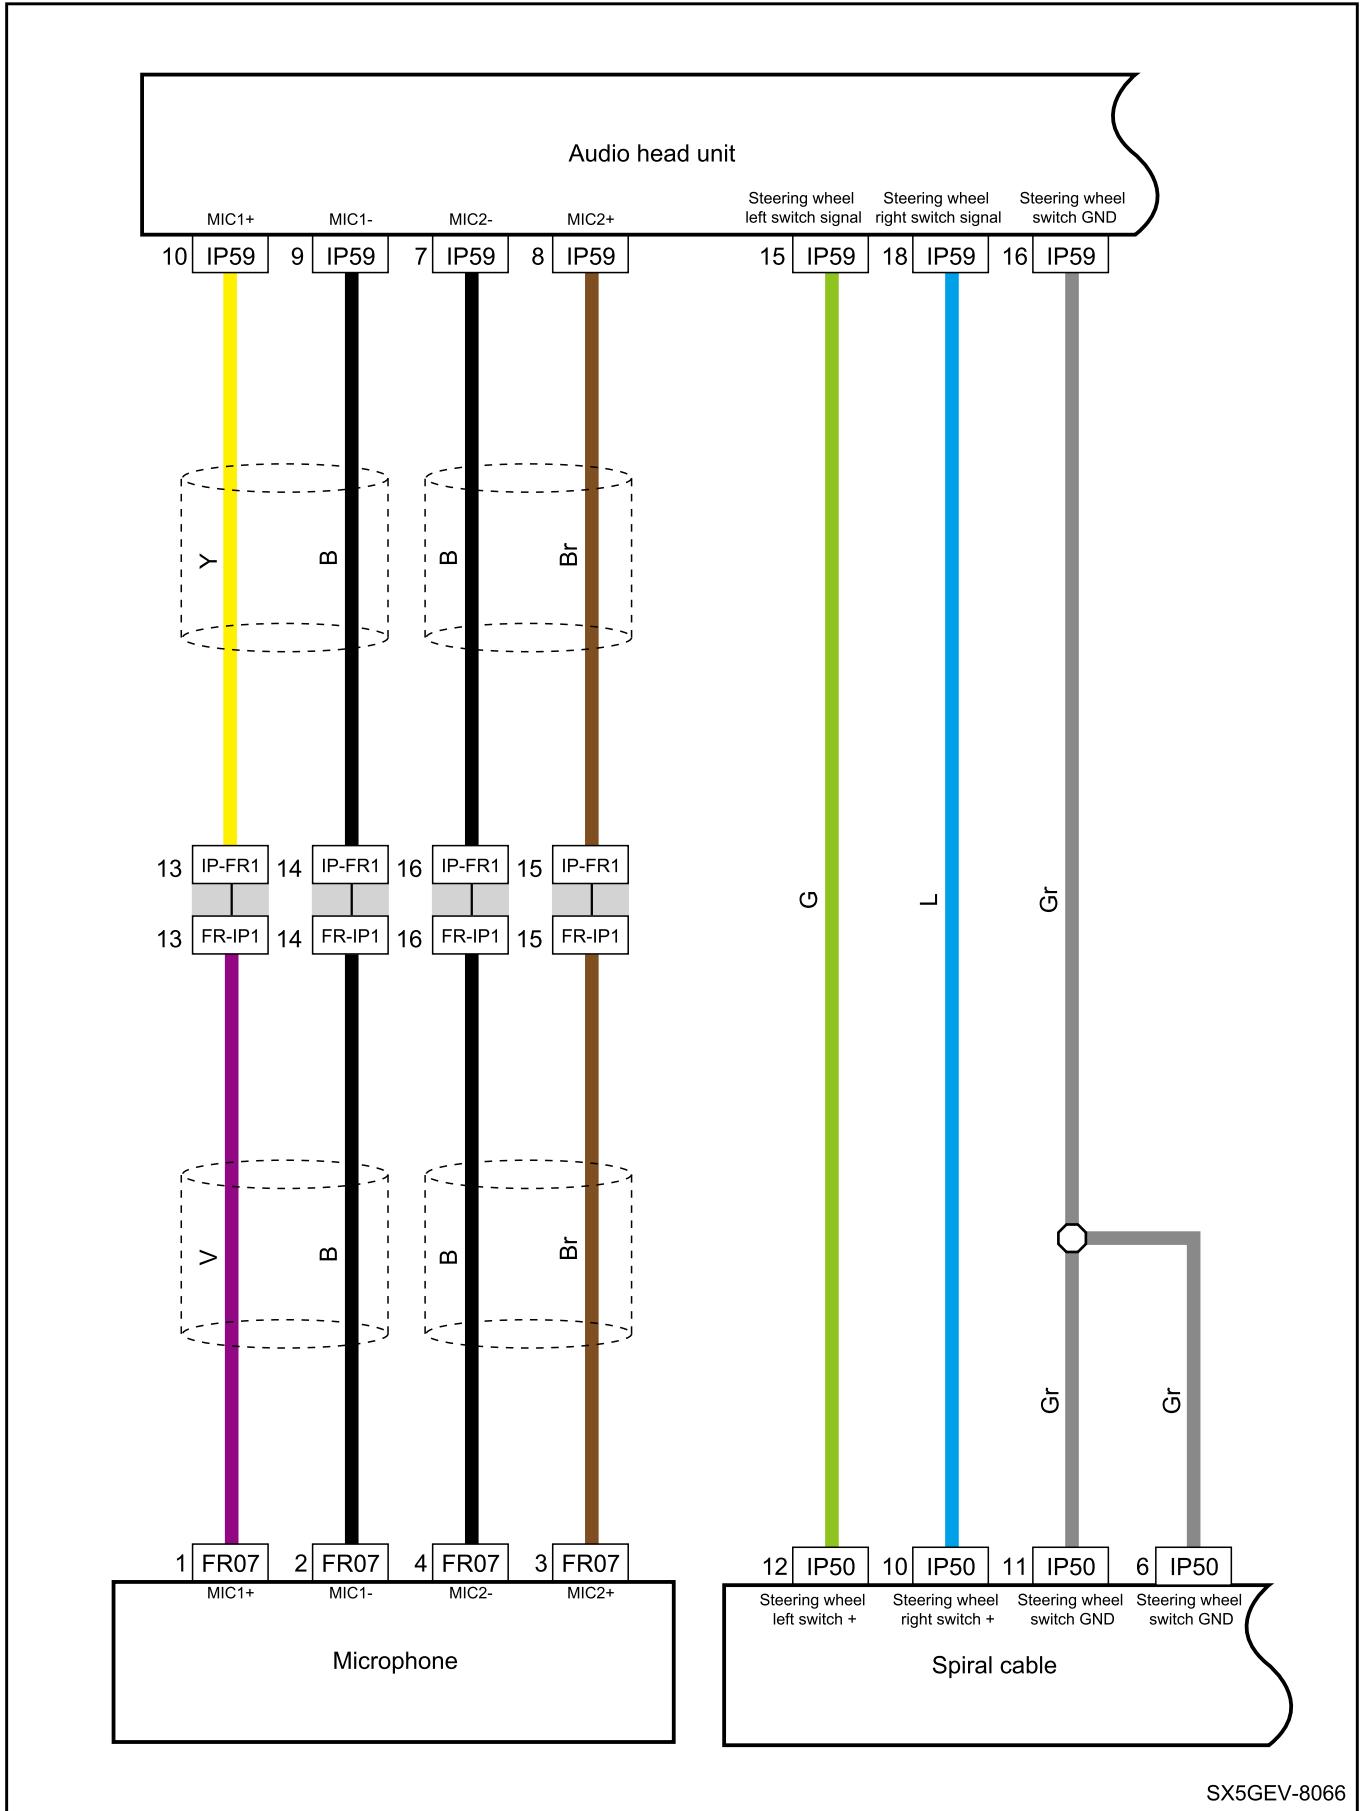 Audio head unit
Steering wheel Steering wheel Steering wheel
MIC1+ MIC1- MIC2- MIC2+ left switch signal right switch signal switch GND
10 IP59 9 IP59 7 IP59 8 IP59 15 IP59 18 IP59 16 IP59
Y B B Br
13 IP-FR1 14 IP-FR1 16 IP-FR1 15 IP-FR1
G L Gr
13 FR-IP1 14 FR-IP1 16 FR-IP1 15 FR-IP1
V B B Br
Gr Gr
1 FR07 2 FR07 4 FR07 3 FR07 12 IP50 10 IP50 11 IP50 6 IP50
MIC1+ MIC1- MIC2- MIC2+ Steering wheel Steering wheel Steering wheel Steering wheel
left switch + right switch + switch GND switch GND
Microphone Spiral cable
SX5GEV-8066